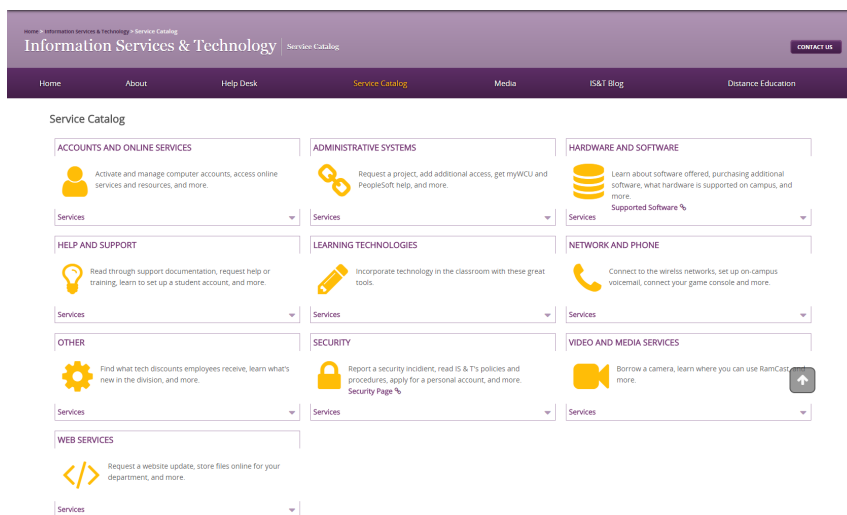 Home > Information Services & Technology > Service Catalog
Information Services & Technology Service Catalog
CONTACT US
Home About Help Desk Service Catalog Media IS&T Blog Distance Education
Service Catalog
ACCOUNTS AND ONLINE SERVICES
Activate and manage computer accounts, access online
services and resources, and more.
Services
ADMINISTRATIVE SYSTEMS
Request a project, add additional access, get myWCU and
PeopleSoft help, and more.
Services
HARDWARE AND SOFTWARE
Learn about software offered, purchasing additional
software, what hardware is supported on campus, and
more.
Supported Software
Services
HELP AND SUPPORT
Read through support documentation, request help or
training, learn to set up a student account, and more.
Services
LEARNING TECHNOLOGIES
Incorporate technology in the classroom with these great
tools.
Services
NETWORK AND PHONE
Connect to the wirelss networks, set up on-campus
voicemail, connect your game console and more.
Services
OTHER
Find what tech discounts employees receive, learn what's
new in the division, and more.
Services
SECURITY
Report a security incident, read IS & T's policies and
procedures, apply for a personal account, and more.
Security Page
Services
VIDEO AND MEDIA SERVICES
Borrow a camera, learn where you can use RamCast, and
more.
Services
WEB SERVICES
Request a website update, store files online for your
department, and more.
Services